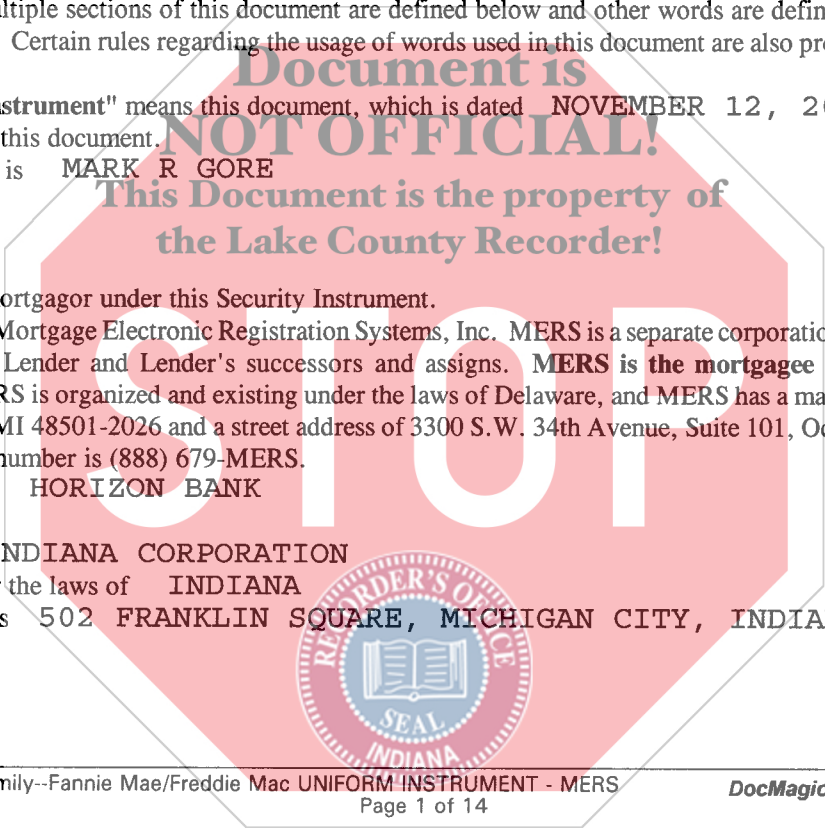 ltiple sections of this document are defined below and other words are defin
Certain rules regarding the usage of words used in this document are also pro
Document is
strument" means this document, which is dated NOVEMBER 12, 20
this document.
NOT OFFICIAL!
is MARK R GORE
This Document is the property of
the Lake County Recorder!
ortgagor under this Security Instrument.
Mortgage Electronic Registration Systems, Inc. MERS is a separate corporatio
Lender and Lender's successors and assigns. MERS is the mortgagee
RS is organized and existing under the laws of Delaware, and MERS has a ma
MI 48501-2026 and a street address of 3300 S.W. 34th Avenue, Suite 101, Oc
number is (888) 679-MERS.
STOP
HORIZON BANK
NDIANA CORPORATION
the laws of INDIANA
s 502 FRANKLIN SQUARE, MICHIGAN CITY, INDIA
RECORDER'S OFFICE
SEAL
INDIANA
mily--Fannie Mae/Freddie Mac UNIFORM INSTRUMENT - MERS DocMagic
Page 1 of 14